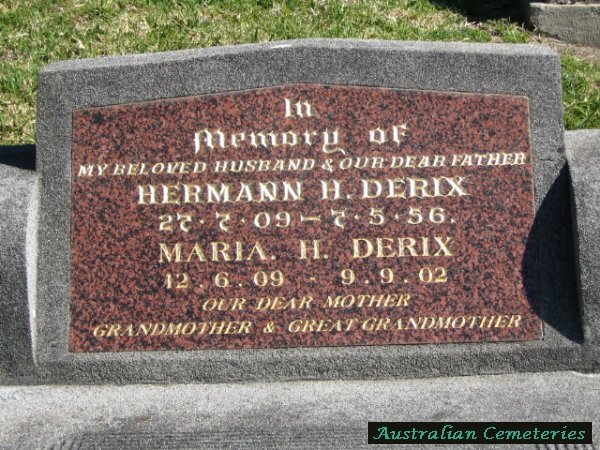 In
Memory of
MY BELOVED HUSBAND & OUR DEAR FATHER
HERMANN H. DERIX
27·7·09 – 7·5·56.
MARIA. H. DERIX
12.6.09 - 9.9.02
OUR DEAR MOTHER
GRANDMOTHER & GREAT GRANDMOTHER
Australian Cemeteries